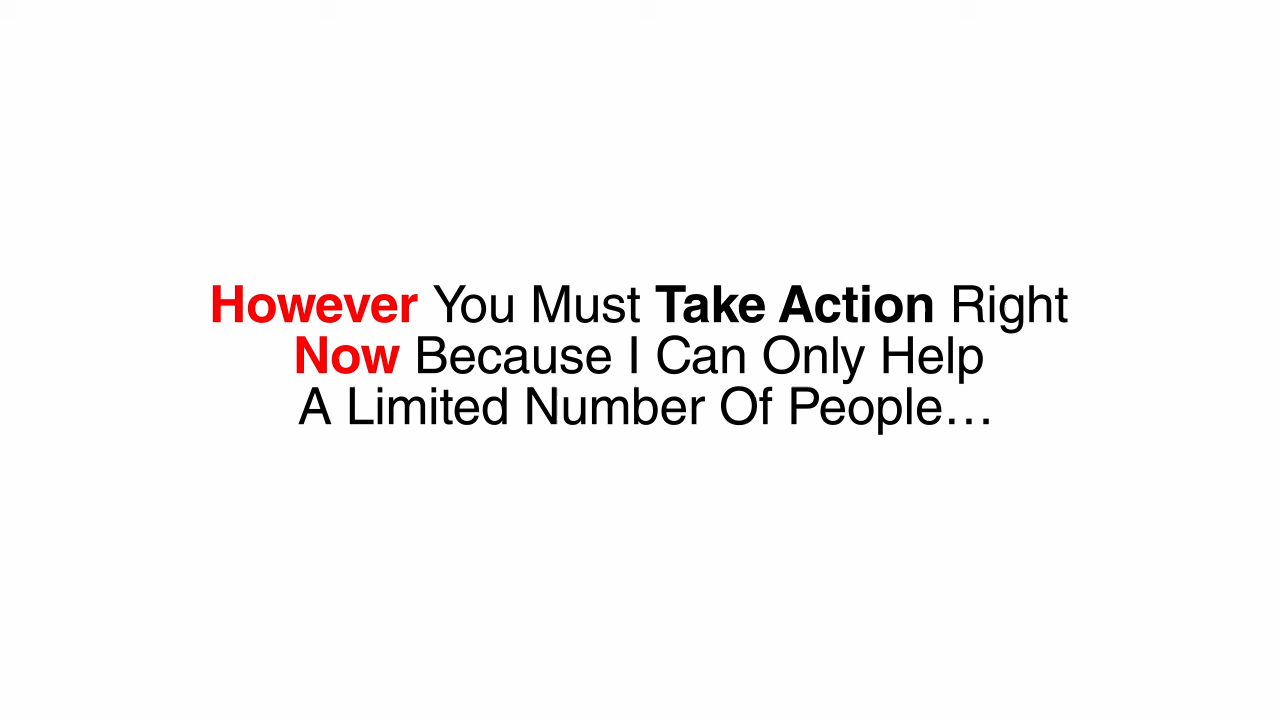 However You Must Take Action Right
Now Because I Can Only Help
A Limited Number Of People…